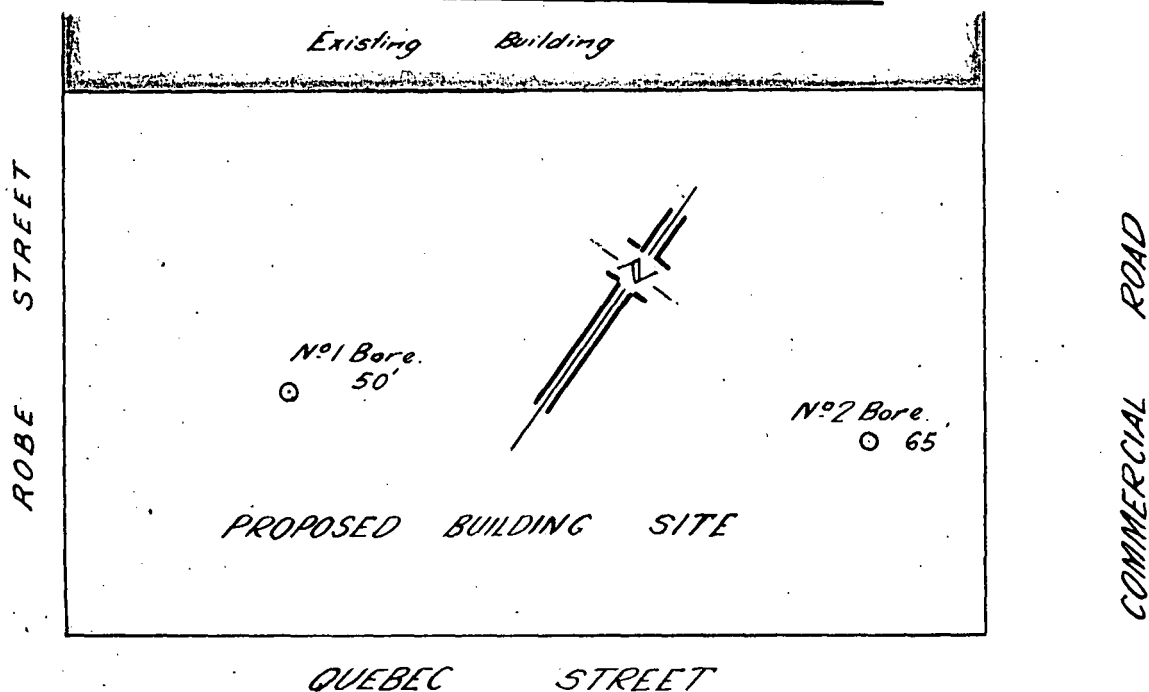 Existing Building
ROBE STREET
COMMERCIAL ROAD
N
Nº1 Bore.
50'
Nº2 Bore.
65'
PROPOSED BUILDING SITE
QUEBEC STREET